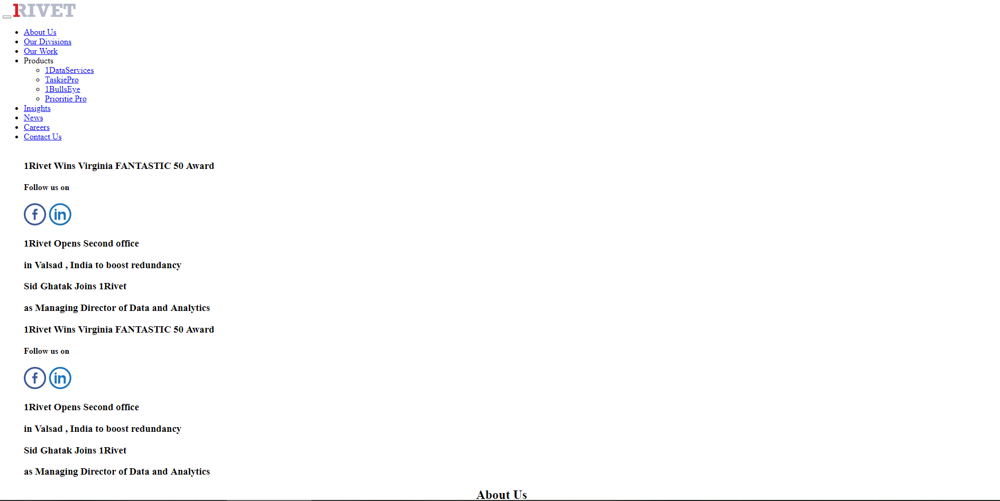 1RIVET
About Us
Our Divisions
Our Work
Products
1DataServices
TaskiePro
1BullsEye
Prioritie Pro
Insights
News
Careers
Contact Us
1Rivet Wins Virginia FANTASTIC 50 Award
Follow us on
f in
1Rivet Opens Second office
in Valsad , India to boost redundancy
Sid Ghatak Joins 1Rivet
as Managing Director of Data and Analytics
1Rivet Wins Virginia FANTASTIC 50 Award
Follow us on
f in
1Rivet Opens Second office
in Valsad , India to boost redundancy
Sid Ghatak Joins 1Rivet
as Managing Director of Data and Analytics
About Us